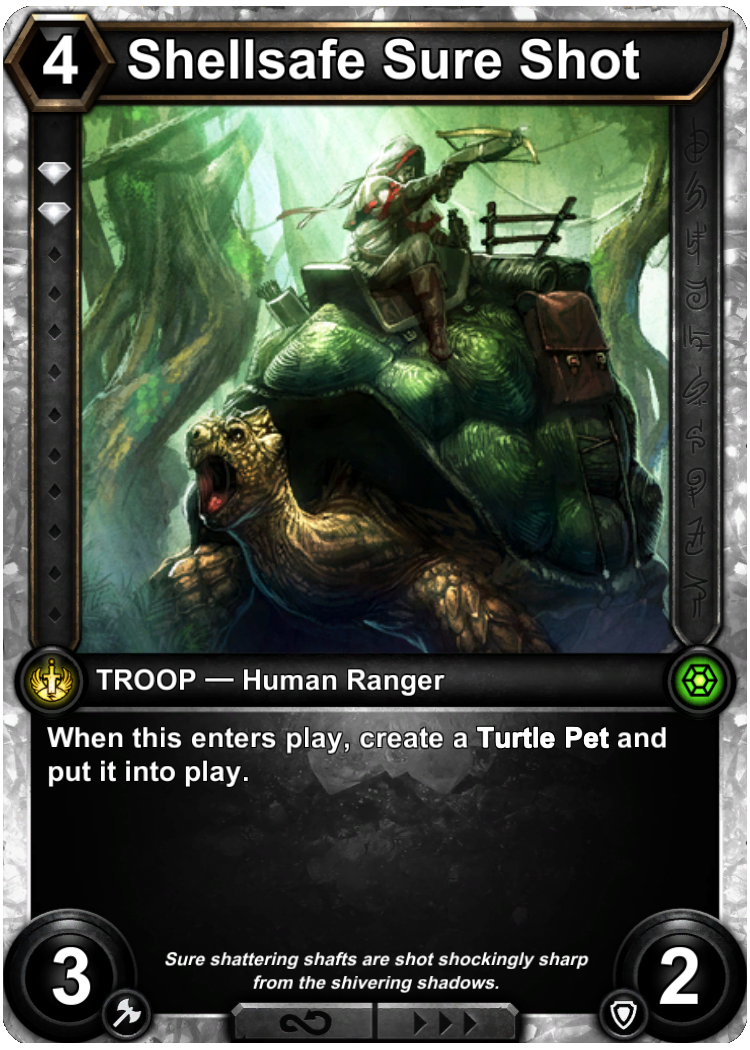 4
Shellsafe Sure Shot
TROOP — Human Ranger
When this enters play, create a Turtle Pet and
put it into play.
Sure shattering shafts are shot shockingly sharp
from the shivering shadows.
3
2